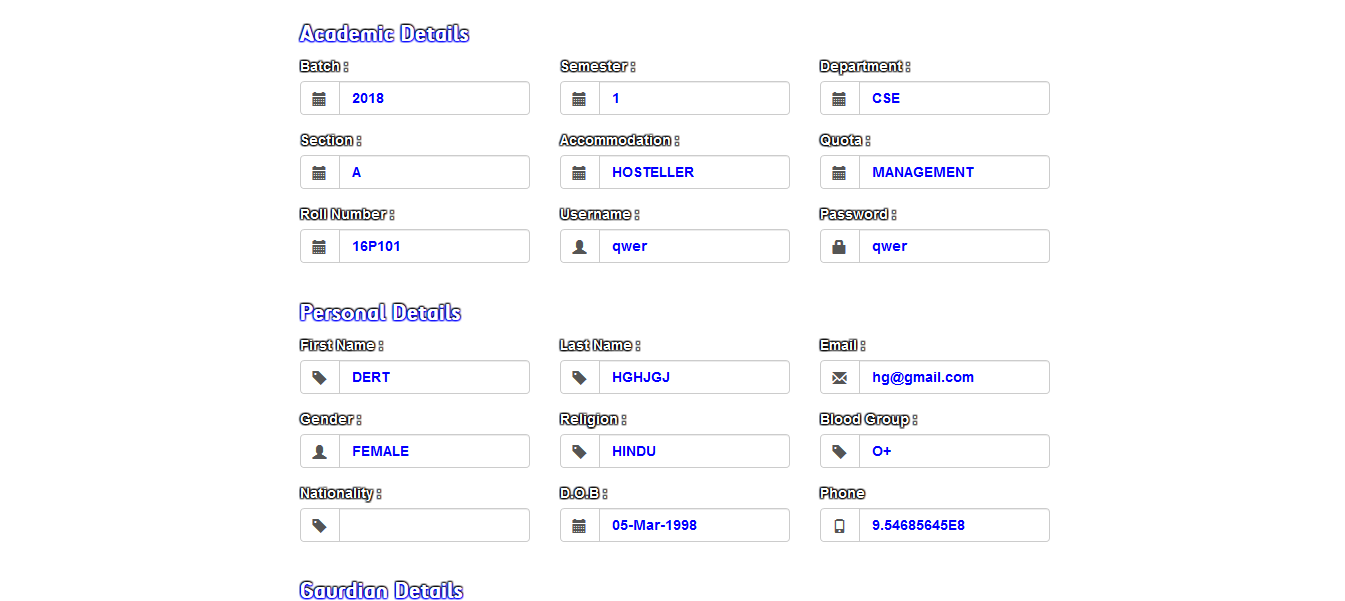 Academic Details
Batch : Semester : Department :
2018 1 CSE
Section : Accommodation : Quota :
A HOSTELLER MANAGEMENT
Roll Number : Username : Password :
16P101 qwer qwer
Personal Details
First Name : Last Name : Email :
DERT HGHJGJ hg@gmail.com
Gender : Religion : Blood Group :
FEMALE HINDU O+
Nationality : D.O.B : Phone
05-Mar-1998 9.54685645E8
Gaurdian Details